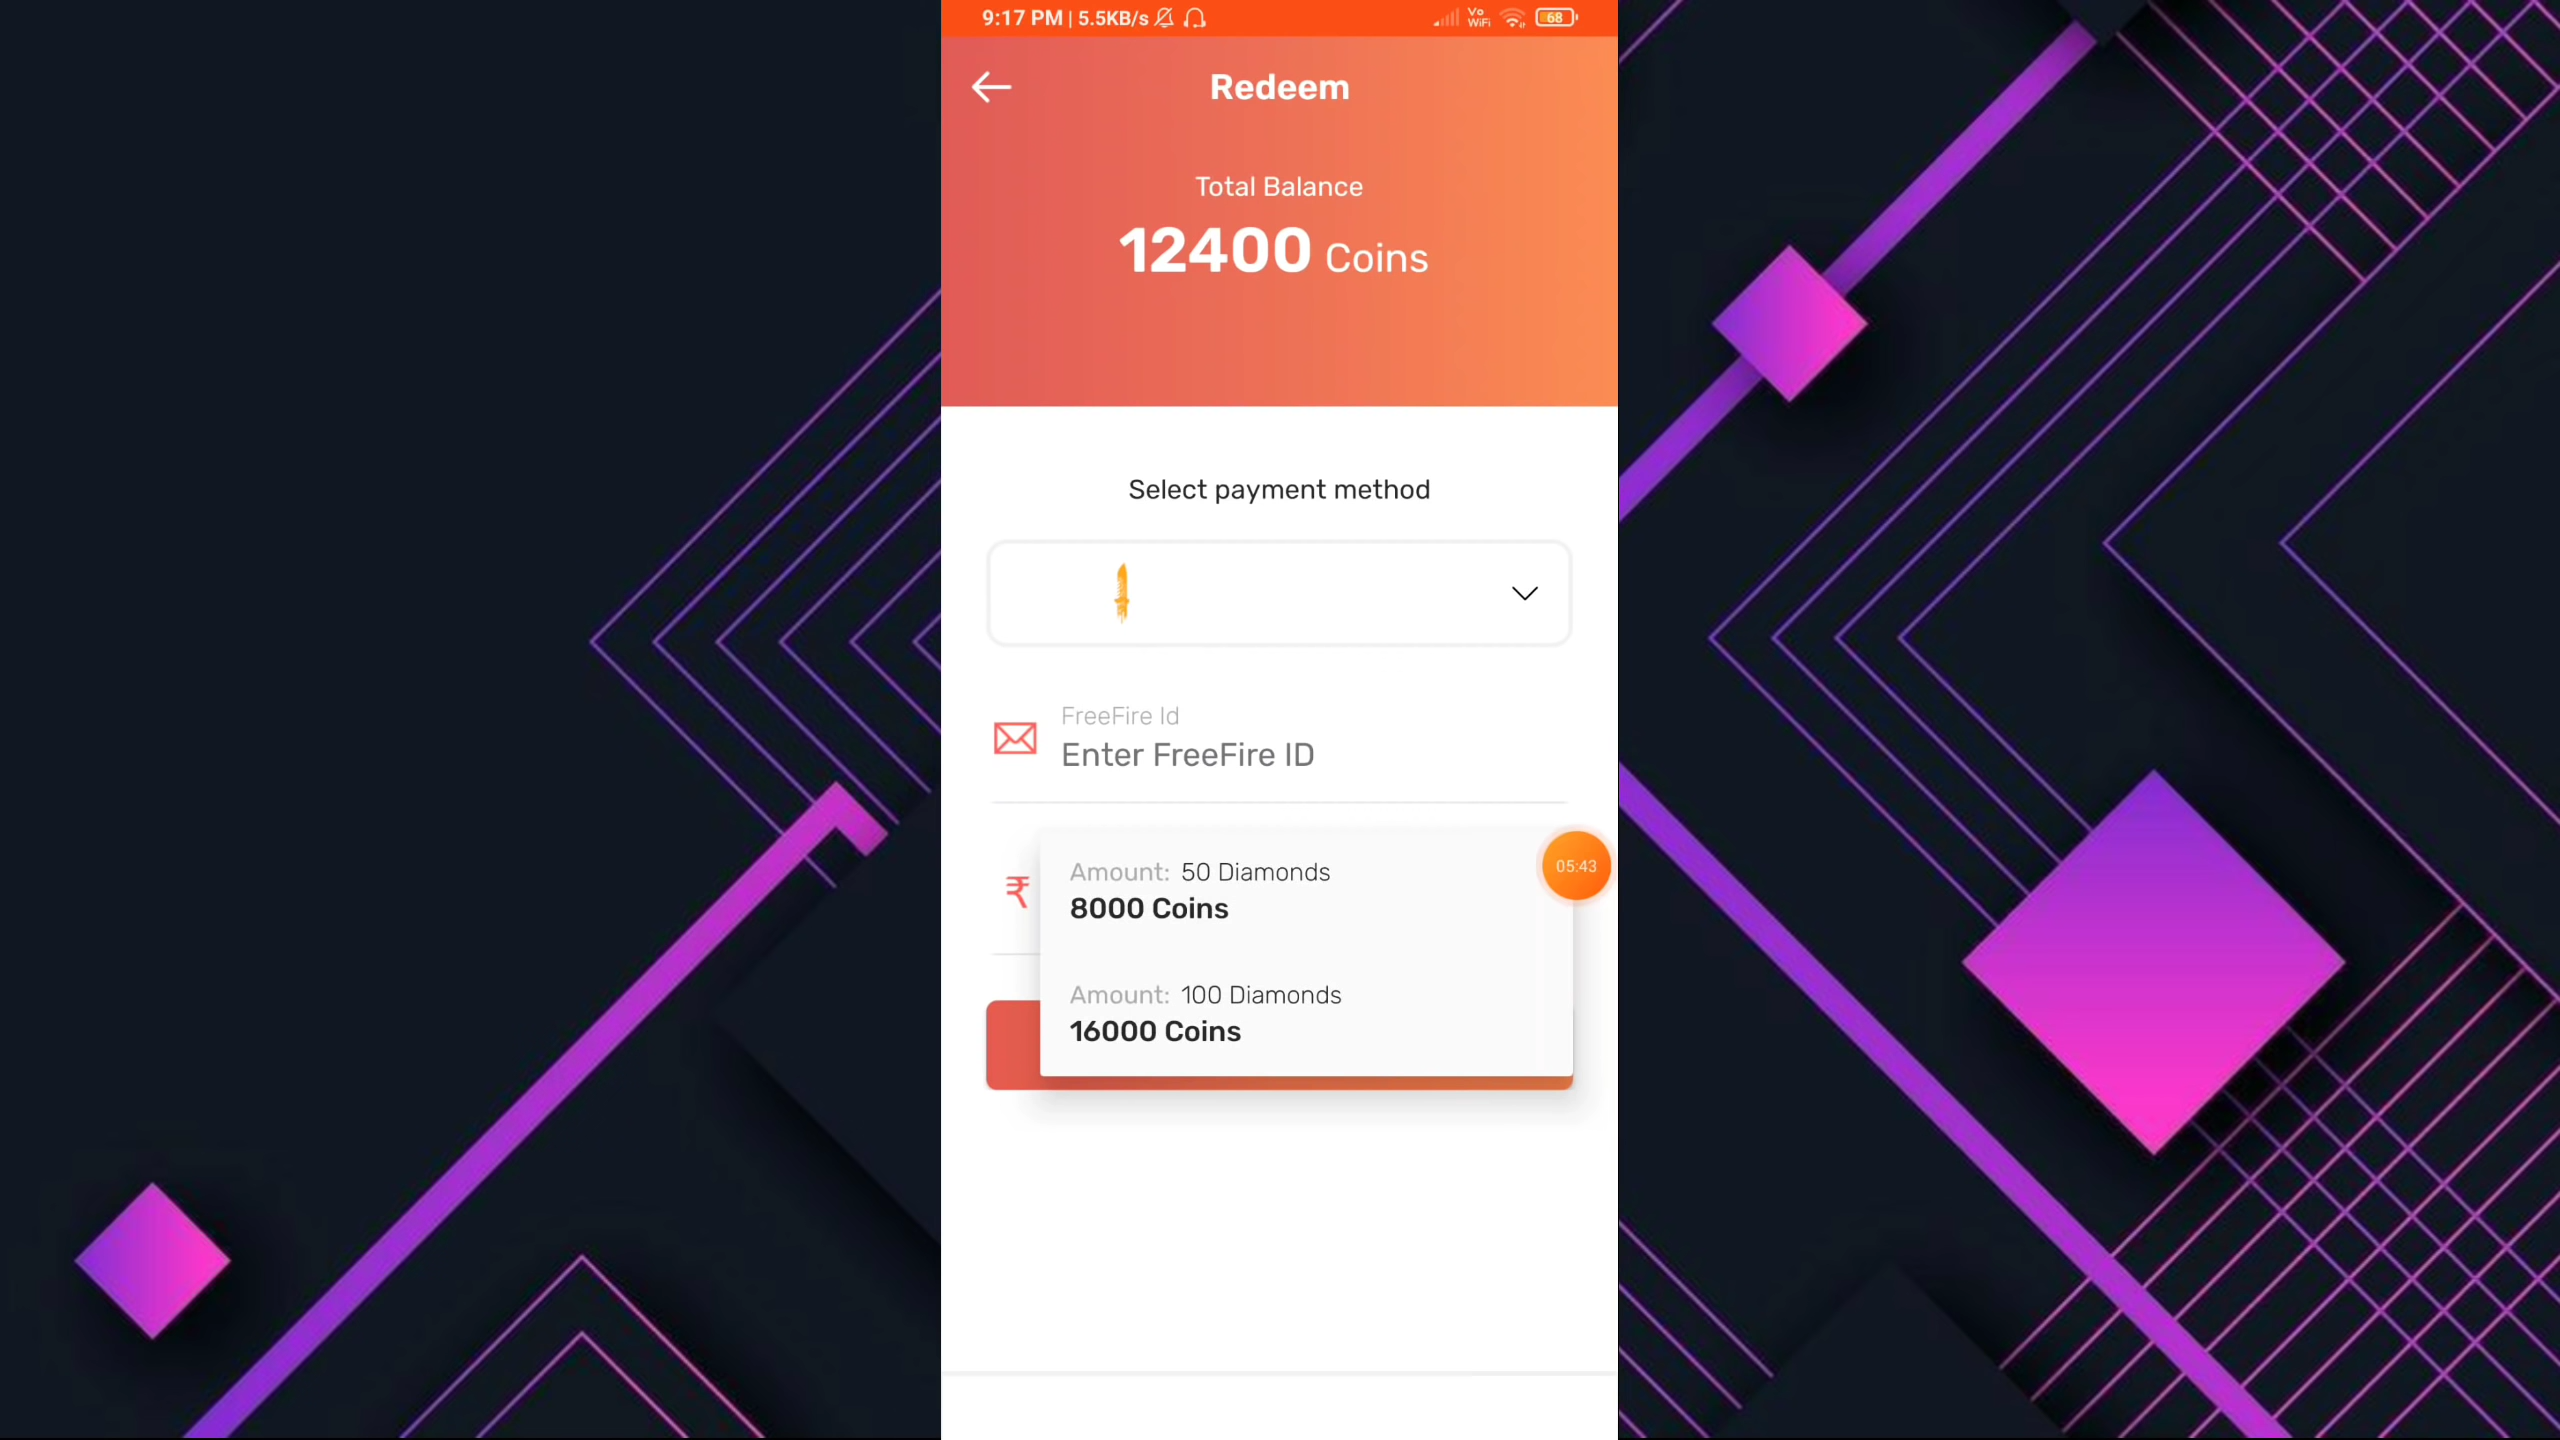 9:17 PM | 5.5KB/s
Vo
WiFi
68
Redeem
Total Balance
12400 Coins
Select payment method
FreeFire Id
Enter FreeFire ID
₹
Amount: 50 Diamonds
8000 Coins
05:43
Amount: 100 Diamonds
16000 Coins